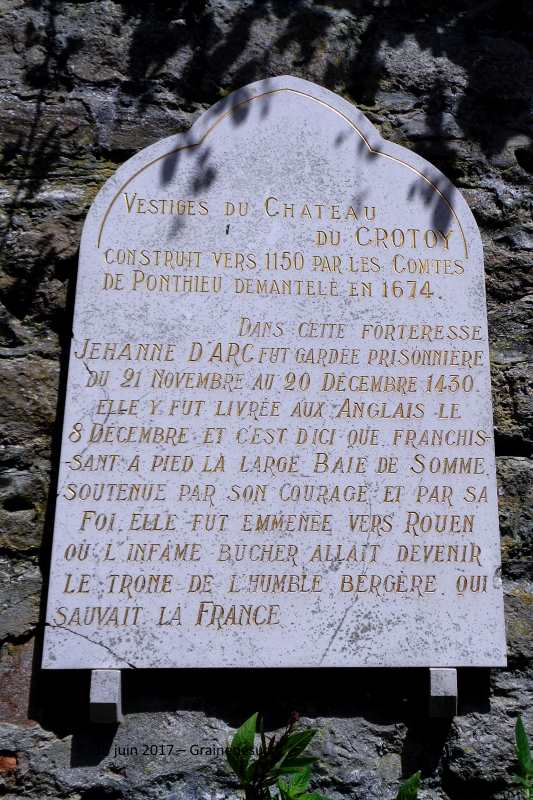 VESTIGES DU CHATEAU
DU CROTOY
CONSTRUIT VERS 1150 PAR LES COMTES
DE PONTHIEU DEMANTELÉ EN 1674.
DANS CETTE FORTERESSE
JEHANNE D'ARC FUT GARDÉE PRISONNIÈRE
DU 21 NOVEMBRE AU 20 DÉCEMBRE 1430.
ELLE Y FUT LIVRÉE AUX ANGLAIS LE
8 DÉCEMBRE ET C'EST D'ICI QUE FRANCHIS-
SANT A PIED LA LARGE BAIE DE SOMME,
SOUTENUE PAR SON COURAGE ET PAR SA
FOI ELLE FUT EMMENÉE VERS ROUEN
OÙ L'INFÂME BUCHER ALLAIT DEVENIR
LE TRONE DE L'HUMBLE BERGÈRE QUI
SAUVAIT LA FRANCE
juin 2017 –